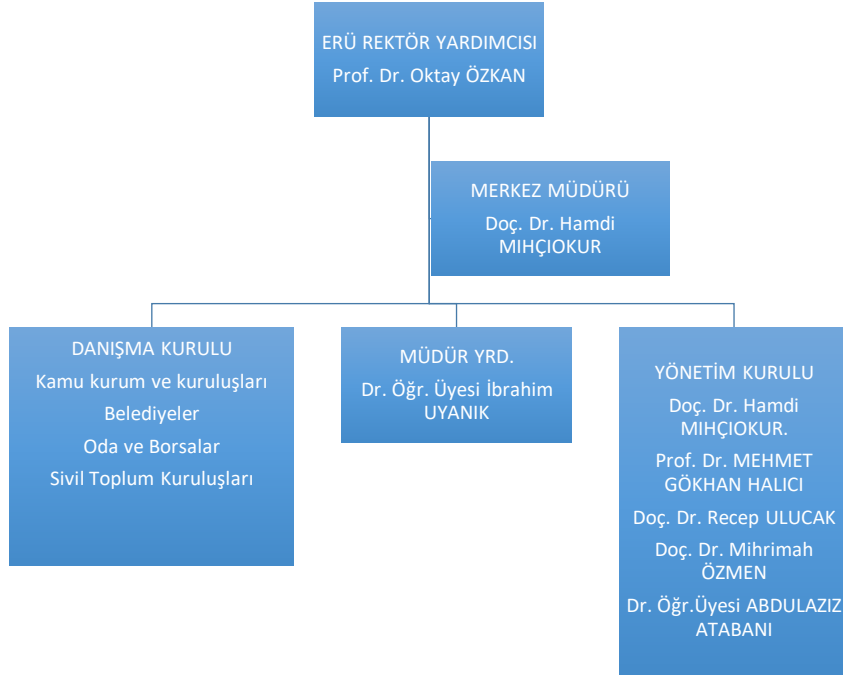 ERÜ REKTÖR YARDIMCISI
Prof. Dr. Oktay ÖZKAN
MERKEZ MÜDÜRÜ
Doç. Dr. Hamdi
MIHÇIOKUR
DANIŞMA KURULU
Kamu kurum ve kuruluşları
Belediyeler
Oda ve Borsalar
Sivil Toplum Kuruluşları
MÜDÜR YRD.
Dr. Öğr. Üyesi İbrahim
UYANIK
YÖNETİM KURULU
Doç. Dr. Hamdi
MIHÇIOKUR.
Prof. Dr. MEHMET
GÖKHAN HALICI
Doç. Dr. Recep ULUCAK
Doç. Dr. Mihrimah
ÖZMEN
Dr. Öğr.Üyesi ABDULAZIZ
ATABANI